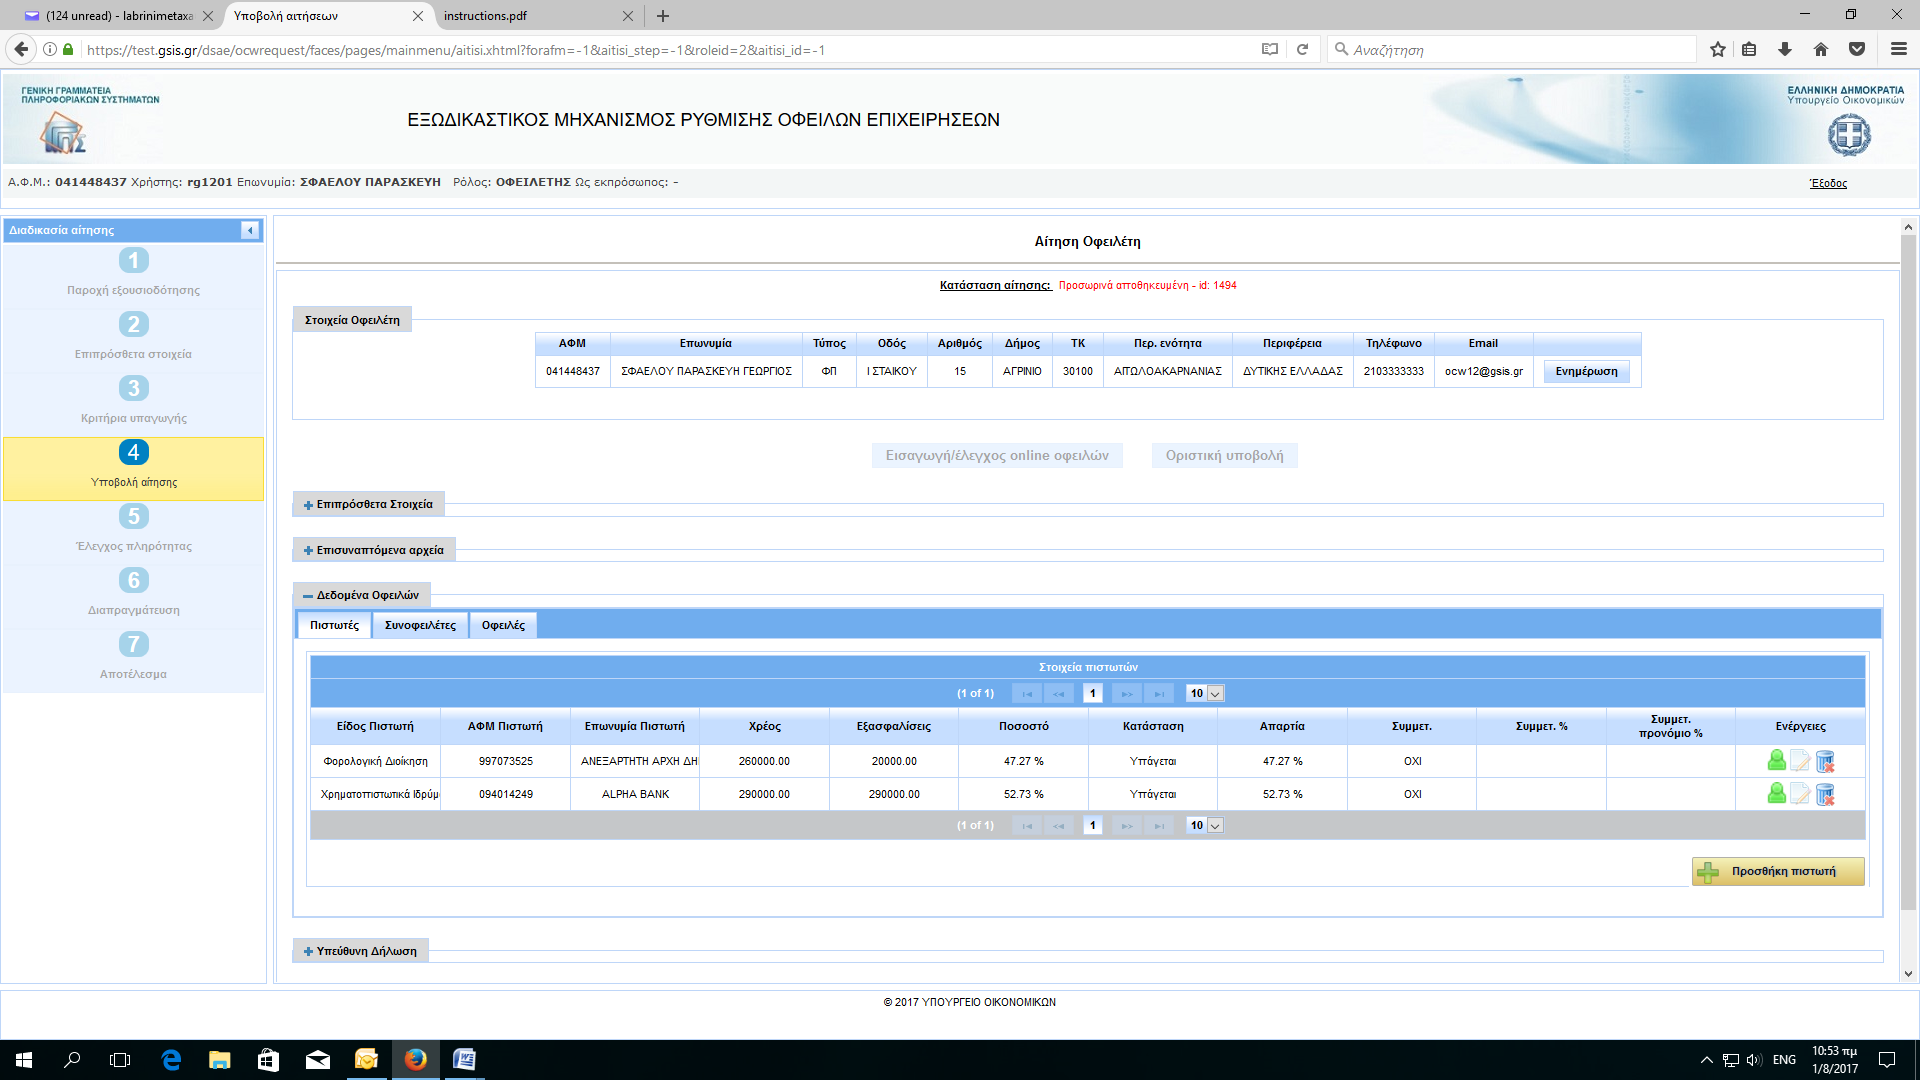 (124 unread) - labrinimetaxa
Υποβολή αιτήσεων
instructions.pdf
https://test.gsis.gr/dsae/ocwrequest/faces/pages/mainmenu/aitisi.xhtml?forafm=-1&aitisi_step=-1&roleid=2&aitisi_id=-1
Αναζήτηση
ΓΕΝΙΚΗ ΓΡΑΜΜΑΤΕΙΑ
ΠΛΗΡΟΦΟΡΙΑΚΩΝ ΣΥΣΤΗΜΑΤΩΝ
ΕΞΩΔΙΚΑΣΤΙΚΟΣ ΜΗΧΑΝΙΣΜΟΣ ΡΥΘΜΙΣΗΣ ΟΦΕΙΛΩΝ ΕΠΙΧΕΙΡΗΣΕΩΝ
ΕΛΛΗΝΙΚΗ ΔΗΜΟΚΡΑΤΙΑ
Υπουργείο Οικονομικών
Α.Φ.Μ.: 041448437 Χρήστης: rg1201 Επωνυμία: ΣΦΑΕΛΟΥ ΠΑΡΑΣΚΕΥΗ Ρόλος: ΟΦΕΙΛΕΤΗΣ Ως εκπρόσωπος: -
Έξοδος
Διαδικασία αίτησης
1
Παροχή εξουσιοδότησης
2
Επιπρόσθετα στοιχεία
3
Κριτήρια υπαγωγής
4
Υποβολή αίτησης
5
Έλεγχος πληρότητας
6
Διαπραγμάτευση
7
Αποτέλεσμα
Αίτηση Οφειλέτη
Κατάσταση αίτησης: Προσωρινά αποθηκευμένη - id: 1494
Στοιχεία Οφειλέτη
ΑΦΜ Επωνυμία Τύπος Οδός Αριθμός Δήμος ΤΚ Περ. ενότητα Περιφέρεια Τηλέφωνο Email
041448437 ΣΦΑΕΛΟΥ ΠΑΡΑΣΚΕΥΗ ΓΕΩΡΓΙΟΣ ΦΠ Ι ΣΤΑΙΚΟΥ 15 ΑΓΡΙΝΙΟ 30100 ΑΙΤΩΛΟΑΚΑΡΝΑΝΙΑΣ ΔΥΤΙΚΗΣ ΕΛΛΑΔΑΣ 2103333333 ocw12@gsis.gr Ενημέρωση
Εισαγωγή/έλεγχος online οφειλών Οριστική υποβολή
Επιπρόσθετα Στοιχεία
Επισυναπτόμενα αρχεία
Δεδομένα Οφειλών
Πιστωτές Συνοφειλέτες Οφειλές
Στοιχεία πιστωτών
(1 of 1) 1 10
Είδος Πιστωτή ΑΦΜ Πιστωτή Επωνυμία Πιστωτή Χρέος Εξασφαλίσεις Ποσοστό Κατάσταση Απαρτία Συμμετ. Συμμετ. % Συμμετ. προνόμιο % Ενέργειες
Φορολογική Διοίκηση 997073525 ΑΝΕΞΑΡΤΗΤΗ ΑΡΧΗ ΔΗ 260000.00 20000.00 47.27 % Υπάγεται 47.27 % ΟΧΙ
Χρηματοπιστωτικά Ιδρύμ 094014249 ALPHA BANK 290000.00 290000.00 52.73 % Υπάγεται 52.73 % ΟΧΙ
(1 of 1) 1 10
Προσθήκη πιστωτή
Υπεύθυνη Δήλωση
© 2017 ΥΠΟΥΡΓΕΙΟ ΟΙΚΟΝΟΜΙΚΩΝ
ENG
10:53 πμ
1/8/2017